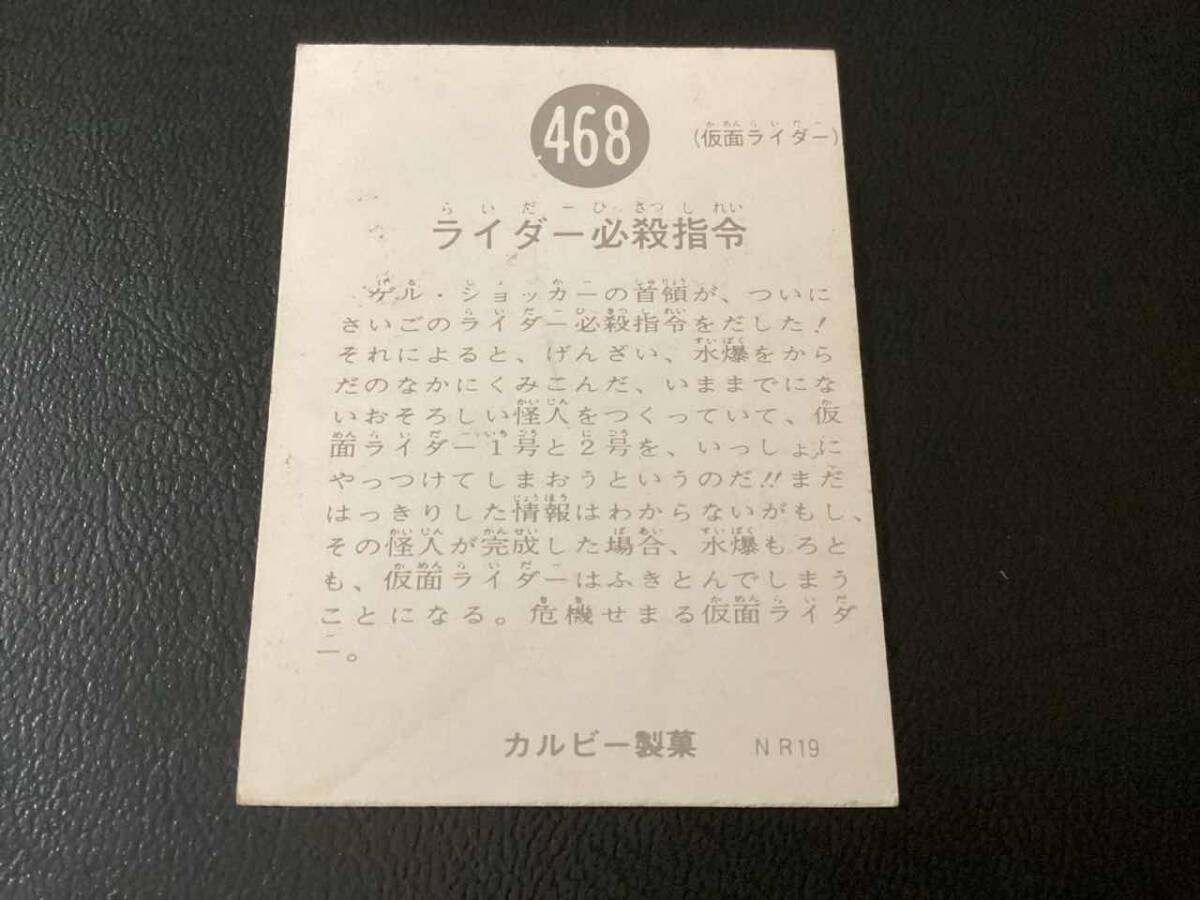 468
(仮面ライダー)
ライダー必殺指令
ゲル・ショッカーの首領が、ついに
さいごのライダー必殺指令をだした!
それによると、げんざい、水爆をから
だのなかにくみこんだ、いままでにな
いおそろしい怪人をつくっていて、仮
面ライダー1号と2号を、いっしょに
やっつけてしまおうというのだ!!まだ
はっきりした情報はわからないがもし、
その怪人が完成した場合、水爆もろと
も、仮面ライダーはふきとんでしまう
ことになる。危機せまる仮面ライダ
ー。
カルビー製菓 NR19